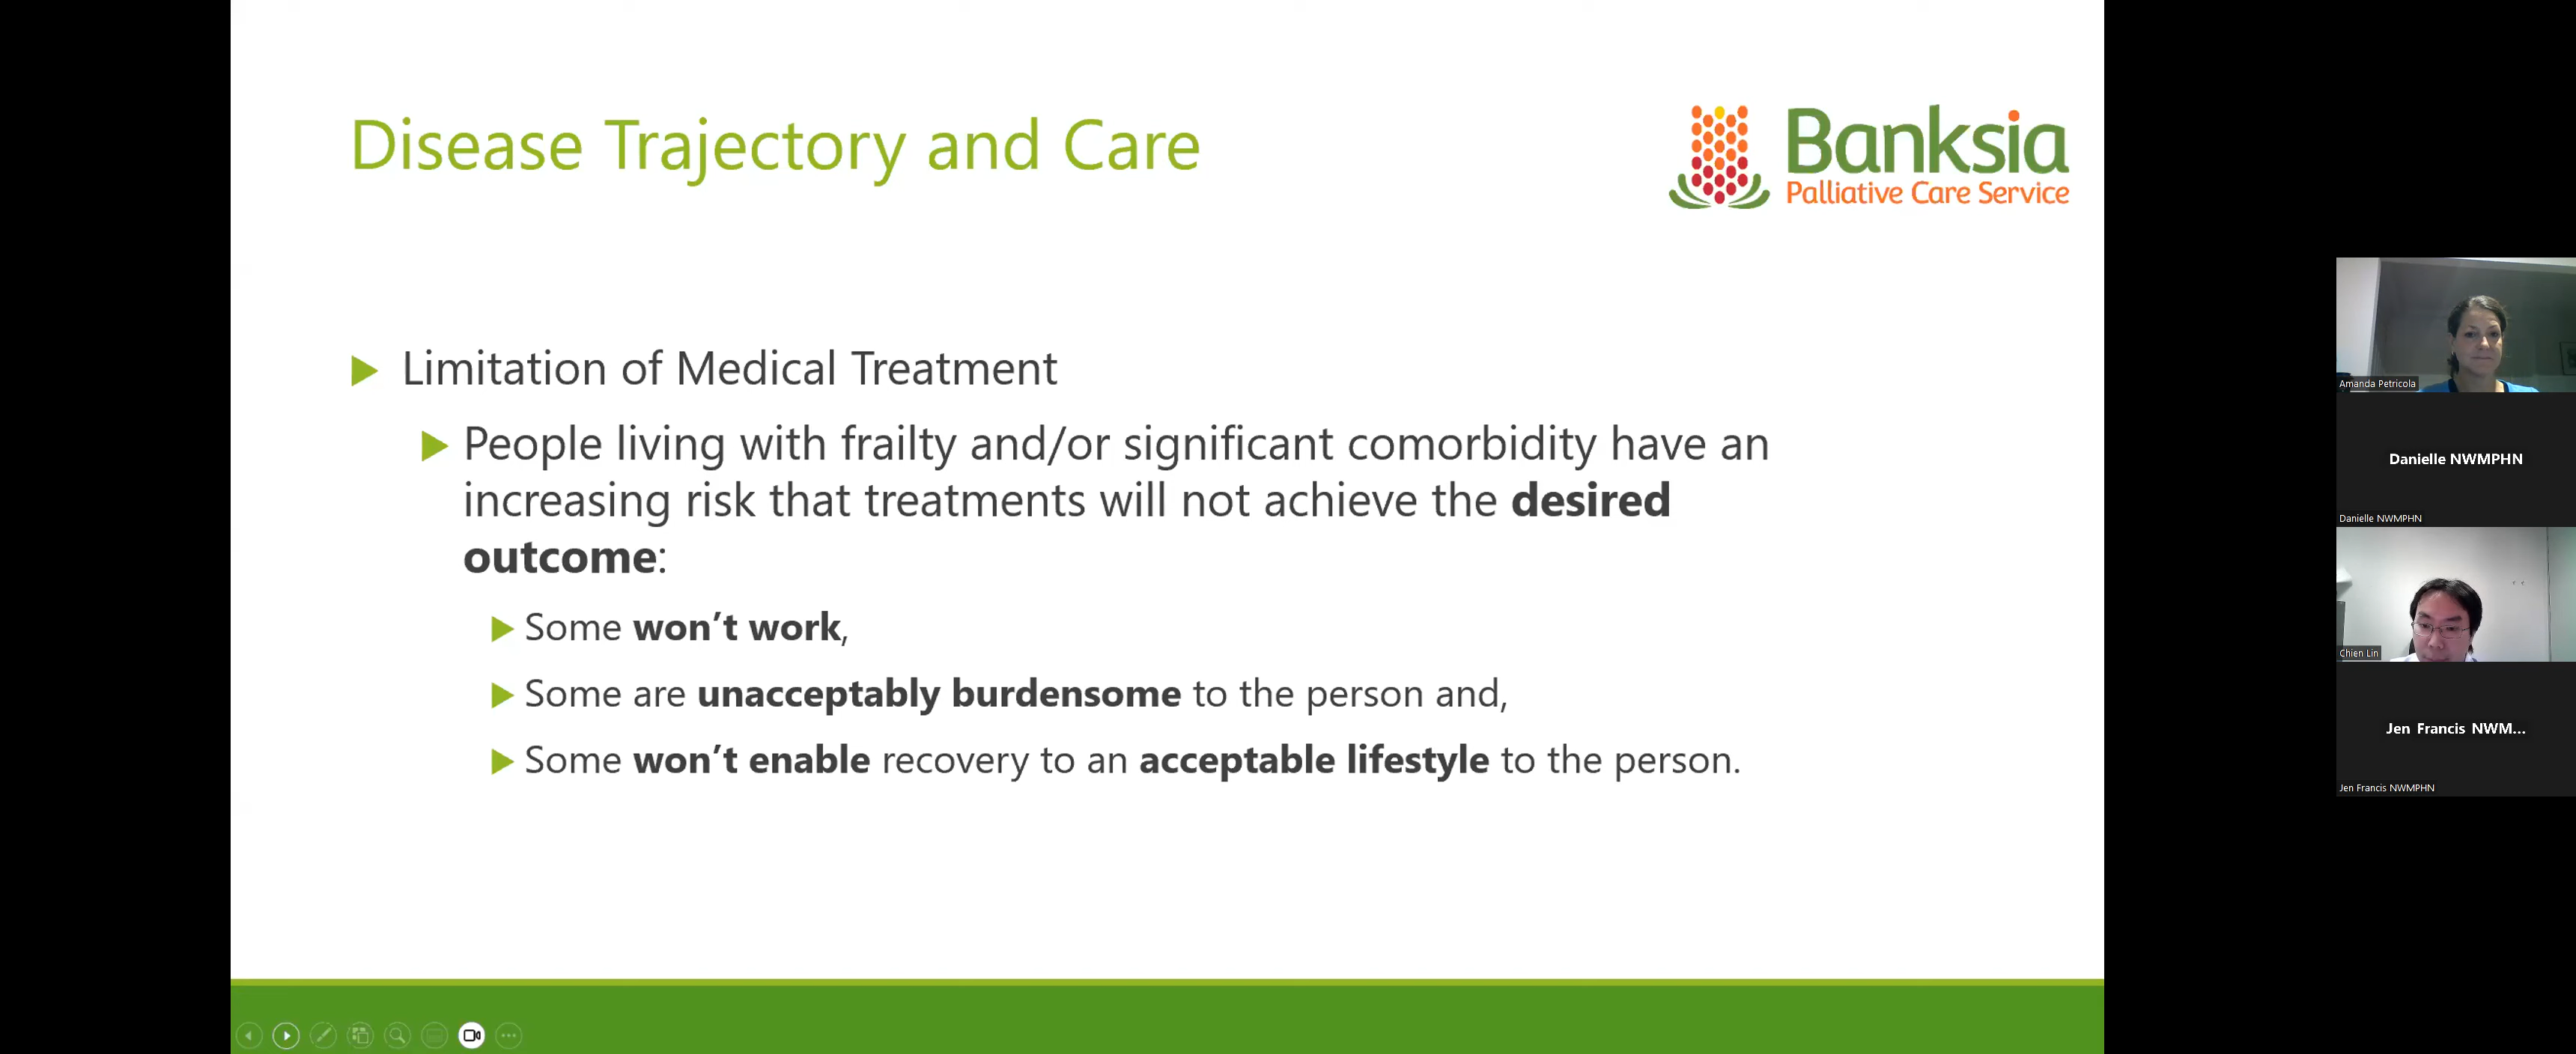 Disease Trajectory and Care
Banksia
Palliative Care Service
Limitation of Medical Treatment
People living with frailty and/or significant comorbidity have an
increasing risk that treatments will not achieve the desired
outcome:
Some won’t work,
Some are unacceptably burdensome to the person and,
Some won’t enable recovery to an acceptable lifestyle to the person.
Amanda Petricola
Danielle NWMPHN
Danielle NWMPHN
Chien Lin
Jen Francis NWM...
Jen Francis NWMPHN